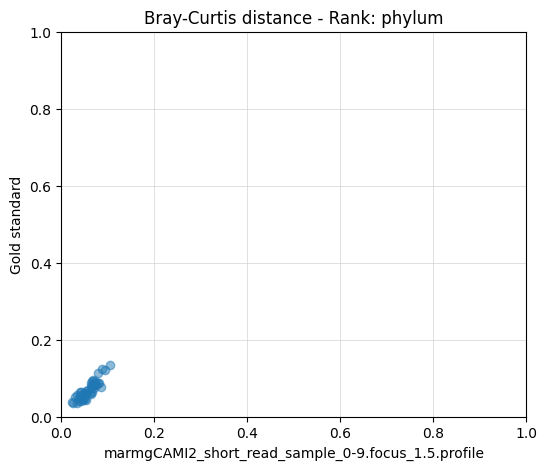 Bray-Curtis distance - Rank: phylum
1.0
0.8
0.6
0.4
0.2
0.0
Gold standard
0.0 0.2 0.4 0.6 0.8 1.0
marmgCAMI2_short_read_sample_0-9.focus_1.5.profile